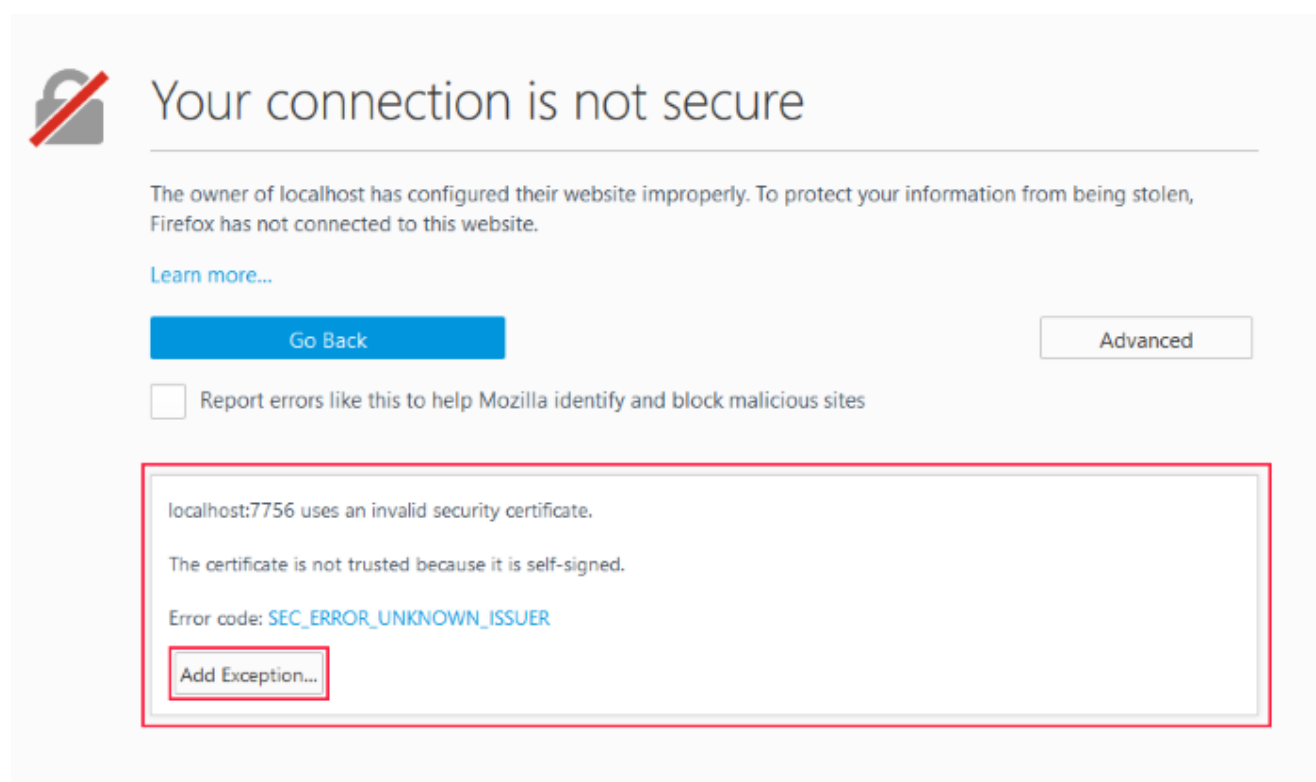 Your connection is not secure
The owner of localhost has configured their website improperly. To protect your information from being stolen,
Firefox has not connected to this website.
Learn more...
Go Back
Advanced
Report errors like this to help Mozilla identify and block malicious sites
localhost:7756 uses an invalid security certificate.
The certificate is not trusted because it is self-signed.
Error code: SEC_ERROR_UNKNOWN_ISSUER
Add Exception...